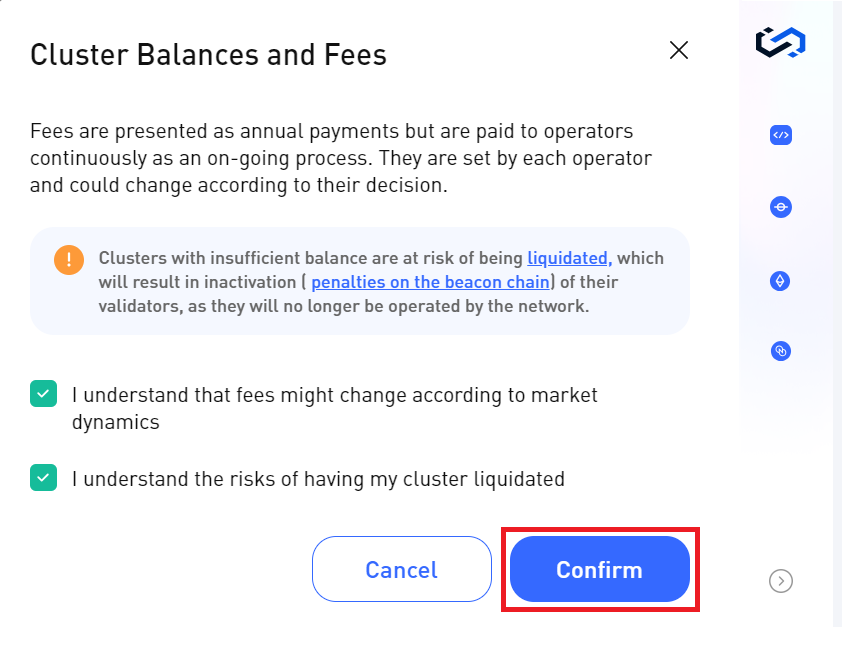 Cluster Balances and Fees
Fees are presented as annual payments but are paid to operators
continuously as an on-going process. They are set by each operator
and could change according to their decision.
Clusters with insufficient balance are at risk of being liquidated, which
will result in inactivation ( penalties on the beacon chain) of their
validators, as they will no longer be operated by the network.
I understand that fees might change according to market
dynamics
I understand the risks of having my cluster liquidated
Cancel
Confirm